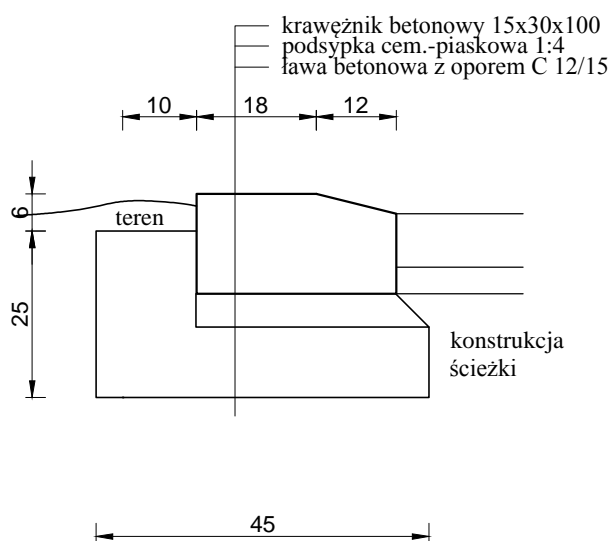 krawężnik betonowy 15x30x100
podsypka cem.-piaskowa 1:4
ława betonowa z oporem C 12/15
10 18 12
6
teren
25
konstrukcja
ścieżki
45